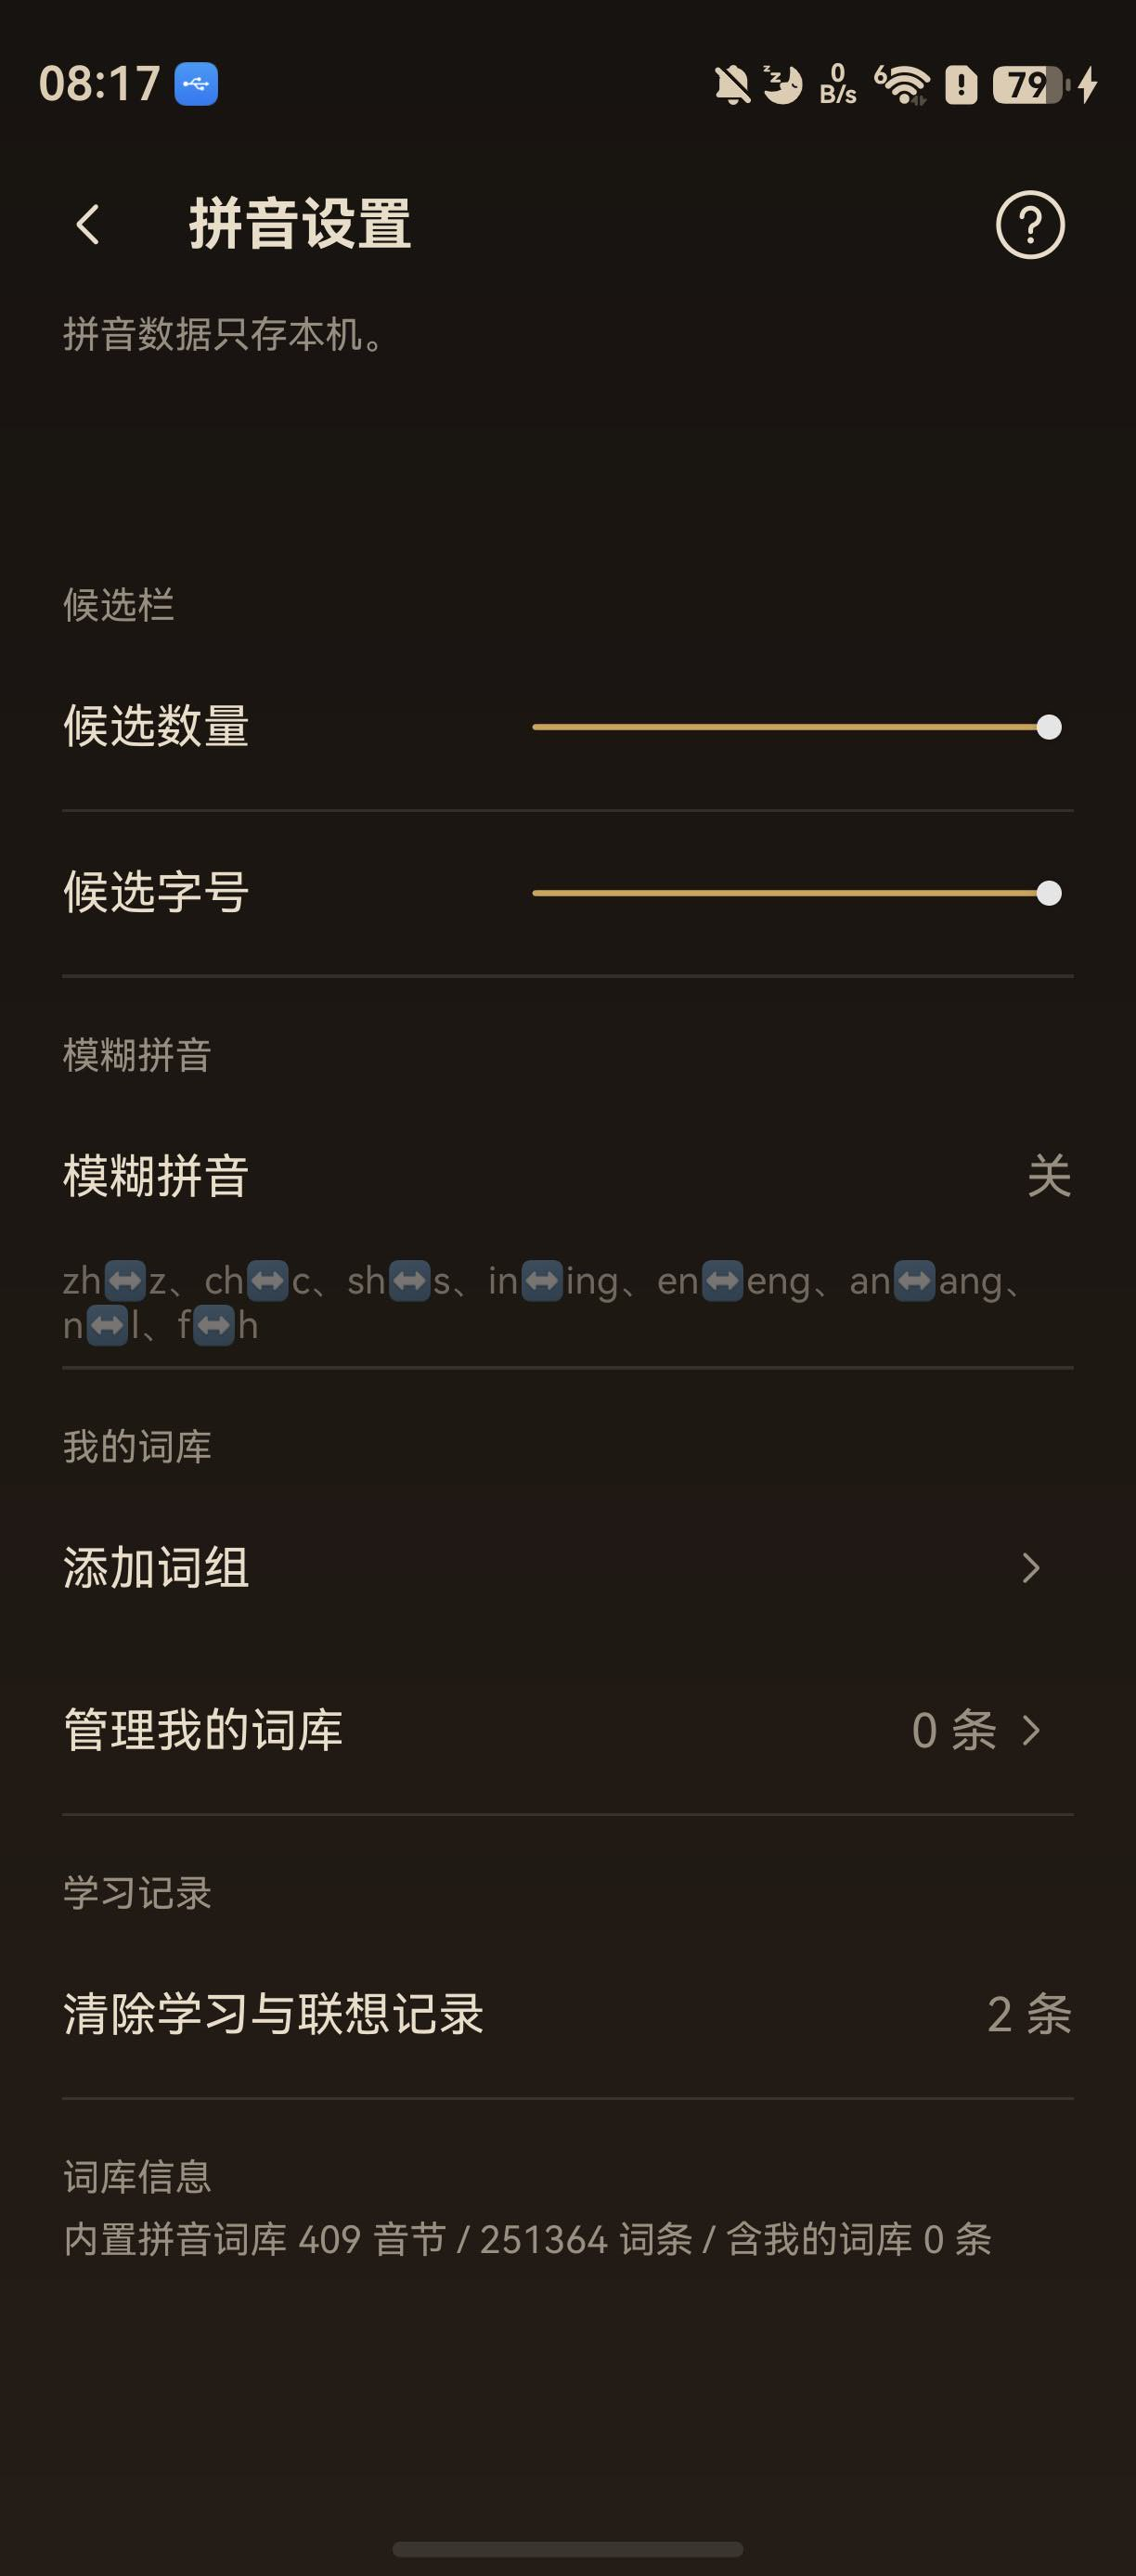 08:17
0 B/s
6
79
拼音设置
拼音数据只存本机。
候选栏
候选数量
候选字号
模糊拼音
模糊拼音 关
zh↔️z、ch↔️c、sh↔️s、in↔️ing、en↔️eng、an↔️ang、
n↔️l、f↔️h
我的词库
添加词组
管理我的词库 0 条
学习记录
清除学习与联想记录 2 条
词库信息
内置拼音词库 409 音节 / 251364 词条 / 含我的词库 0 条